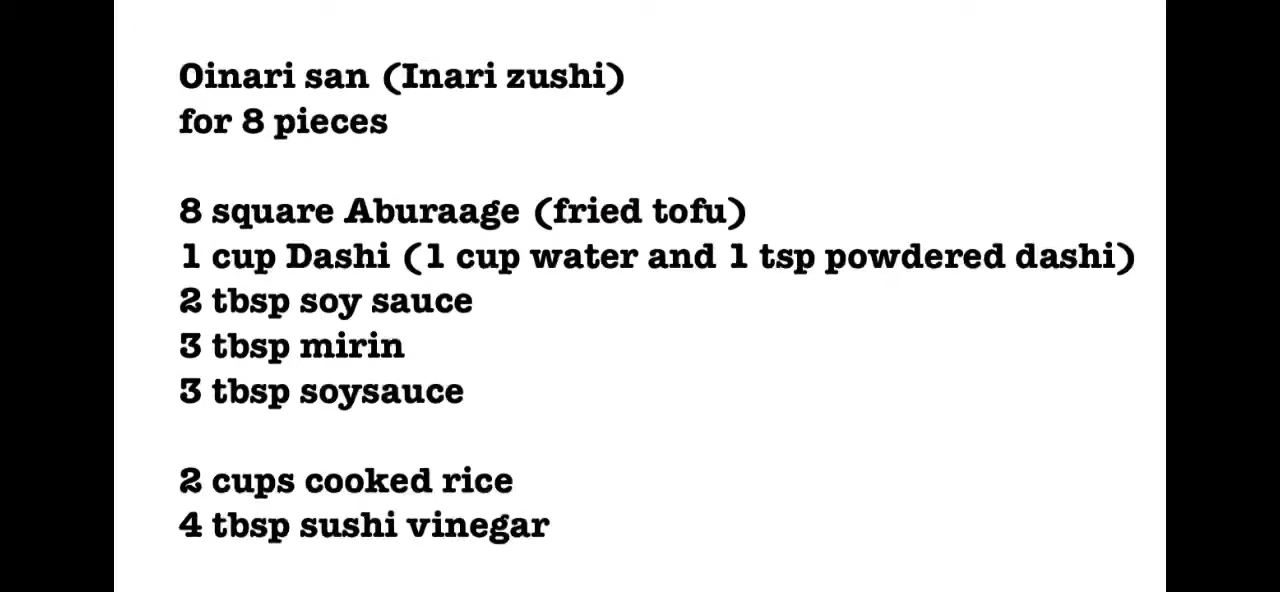 Oinari san (Inari zushi)
for 8 pieces
8 square Aburaage (fried tofu)
1 cup Dashi (1 cup water and 1 tsp powdered dashi)
2 tbsp soy sauce
3 tbsp mirin
3 tbsp soysauce
2 cups cooked rice
4 tbsp sushi vinegar